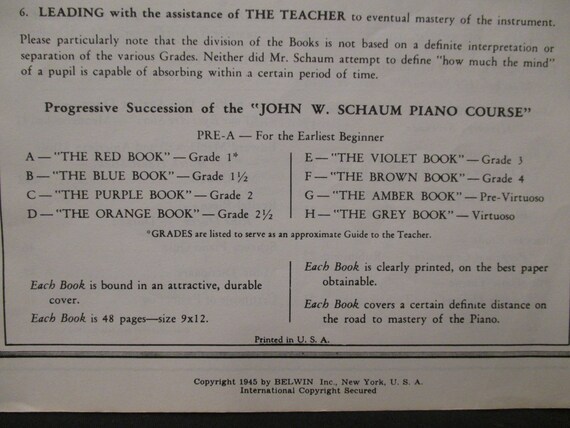 6. LEADING with the assistance of THE TEACHER to eventual mastery of the instrument.
Please particularly note that the division of the Books is not based on a definite interpretation or
separation of the various Grades. Neither did Mr. Schaum attempt to define "how much the mind"
of a pupil is capable of absorbing within a certain period of time.
Progressive Succession of the "JOHN W. SCHAUM PIANO COURSE"
PRE-A — For the Earliest Beginner
A — "THE RED BOOK" — Grade 1*
B — "THE BLUE BOOK" — Grade 1½
C — "THE PURPLE BOOK" — Grade 2
D — "THE ORANGE BOOK" — Grade 2½
E — "THE VIOLET BOOK" — Grade 3
F — "THE BROWN BOOK" — Grade 4
G — "THE AMBER BOOK" — Pre-Virtuoso
H — "THE GREY BOOK" — Virtuoso
*GRADES are listed to serve as an approximate Guide to the Teacher.
Each Book is bound in an attractive, durable
cover.
Each Book is 48 pages—size 9x12.
Each Book is clearly printed, on the best paper
obtainable.
Each Book covers a certain definite distance on
the road to mastery of the Piano.
Printed in U. S. A.
Copyright 1945 by BELWIN Inc., New York, U. S. A.
International Copyright Secured